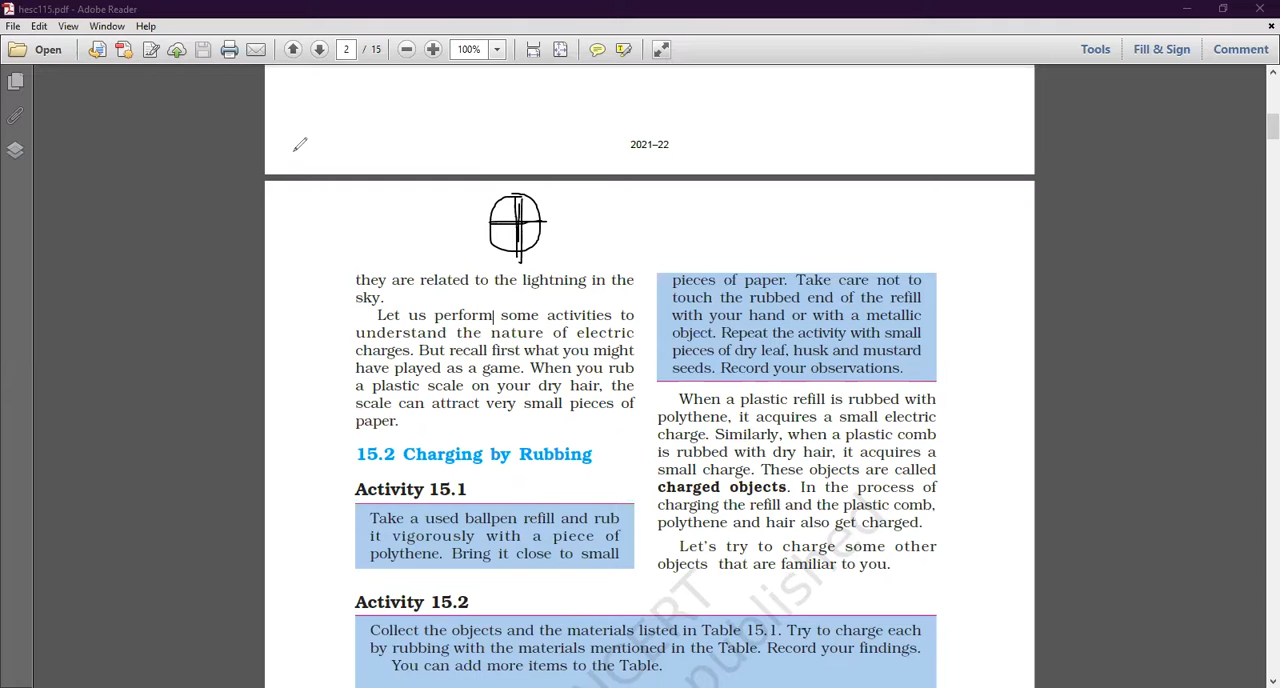 hesc115.pdf - Adobe Reader
File Edit View Window Help
Open 2 / 15 100% Tools Fill & Sign Comment
2021–22
they are related to the lightning in the
sky.
Let us perform some activities to
understand the nature of electric
charges. But recall first what you might
have played as a game. When you rub
a plastic scale on your dry hair, the
scale can attract very small pieces of
paper.
15.2 Charging by Rubbing
Activity 15.1
Take a used ballpen refill and rub
it vigorously with a piece of
polythene. Bring it close to small
pieces of paper. Take care not to
touch the rubbed end of the refill
with your hand or with a metallic
object. Repeat the activity with small
pieces of dry leaf, husk and mustard
seeds. Record your observations.
When a plastic refill is rubbed with
polythene, it acquires a small electric
charge. Similarly, when a plastic comb
is rubbed with dry hair, it acquires a
small charge. These objects are called
charged objects. In the process of
charging the refill and the plastic comb,
polythene and hair also get charged.
Let's try to charge some other
objects that are familiar to you.
Activity 15.2
Collect the objects and the materials listed in Table 15.1. Try to charge each
by rubbing with the materials mentioned in the Table. Record your findings.
You can add more items to the Table.
NCERT
published